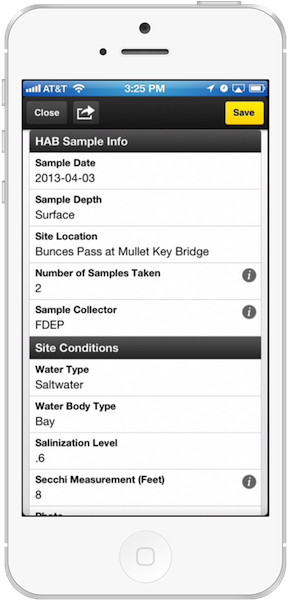 AT&T 3:25 PM
Close Save
HAB Sample Info
Sample Date
2013-04-03
Sample Depth
Surface
Site Location
Bunces Pass at Mullet Key Bridge
Number of Samples Taken
2
Sample Collector
FDEP
Site Conditions
Water Type
Saltwater
Water Body Type
Bay
Salinization Level
.6
Secchi Measurement (Feet)
8
Photo